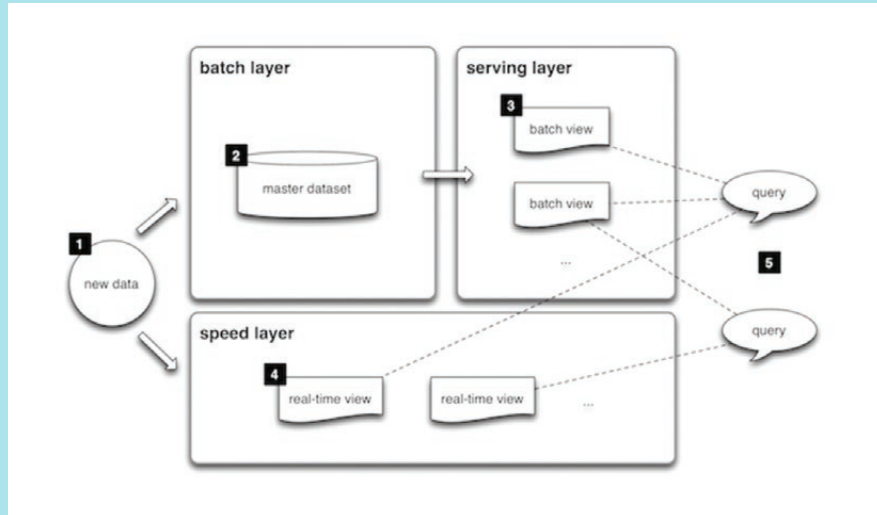 batch layer
serving layer
3
batch view
2
master dataset
batch view
query
1
new data
...
5
speed layer
query
4
real-time view
real-time view
...